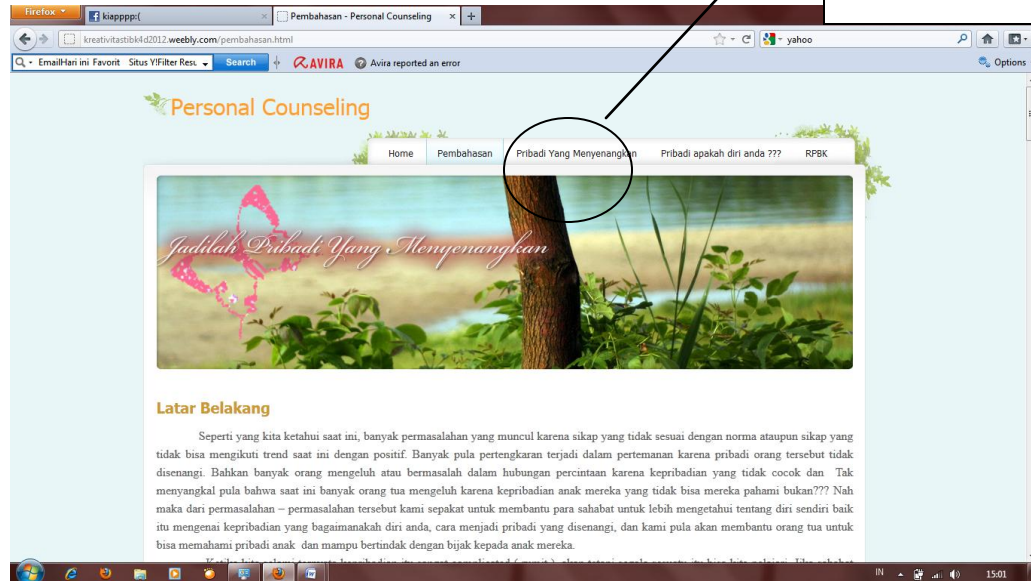 Firefox
kiapppp:(
Pembahasan - Personal Counseling
kreativitastibk4d2012.weebly.com/pembahasan.html
yahoo
EmailHari ini Favorit Situs Y!Filter Resu
Search
AVIRA
Avira reported an error
Options
Personal Counseling
Home Pembahasan Pribadi Yang Menyenangkan Pribadi apakah diri anda ??? RPBK
Jadilah Pribadi Yang Menyenangkan
Latar Belakang
Seperti yang kita ketahui saat ini, banyak permasalahan yang muncul karena sikap yang tidak sesuai dengan norma ataupun sikap yang
tidak bisa mengikuti trend saat ini dengan positif. Banyak pula pertengkaran terjadi dalam pertemanan karena pribadi orang tersebut tidak
disenangi. Bahkan banyak orang mengeluh atau bermasalah dalam hubungan percintaan karena kepribadian yang tidak cocok dan Tak
menyangkal pula bahwa saat ini banyak orang tua mengeluh karena kepribadian anak mereka yang tidak bisa mereka pahami bukan??? Nah
maka dari permasalahan – permasalahan tersebut kami sepakat untuk membantu para sahabat untuk lebih mengetahui tentang diri sendiri baik
itu mengenai kepribadian yang bagaimanakah diri anda, cara menjadi pribadi yang disenangi, dan kami pula akan membantu orang tua untuk
bisa memahami pribadi anak dan mampu bertindak dengan bijak kepada anak mereka.
IN
15:01